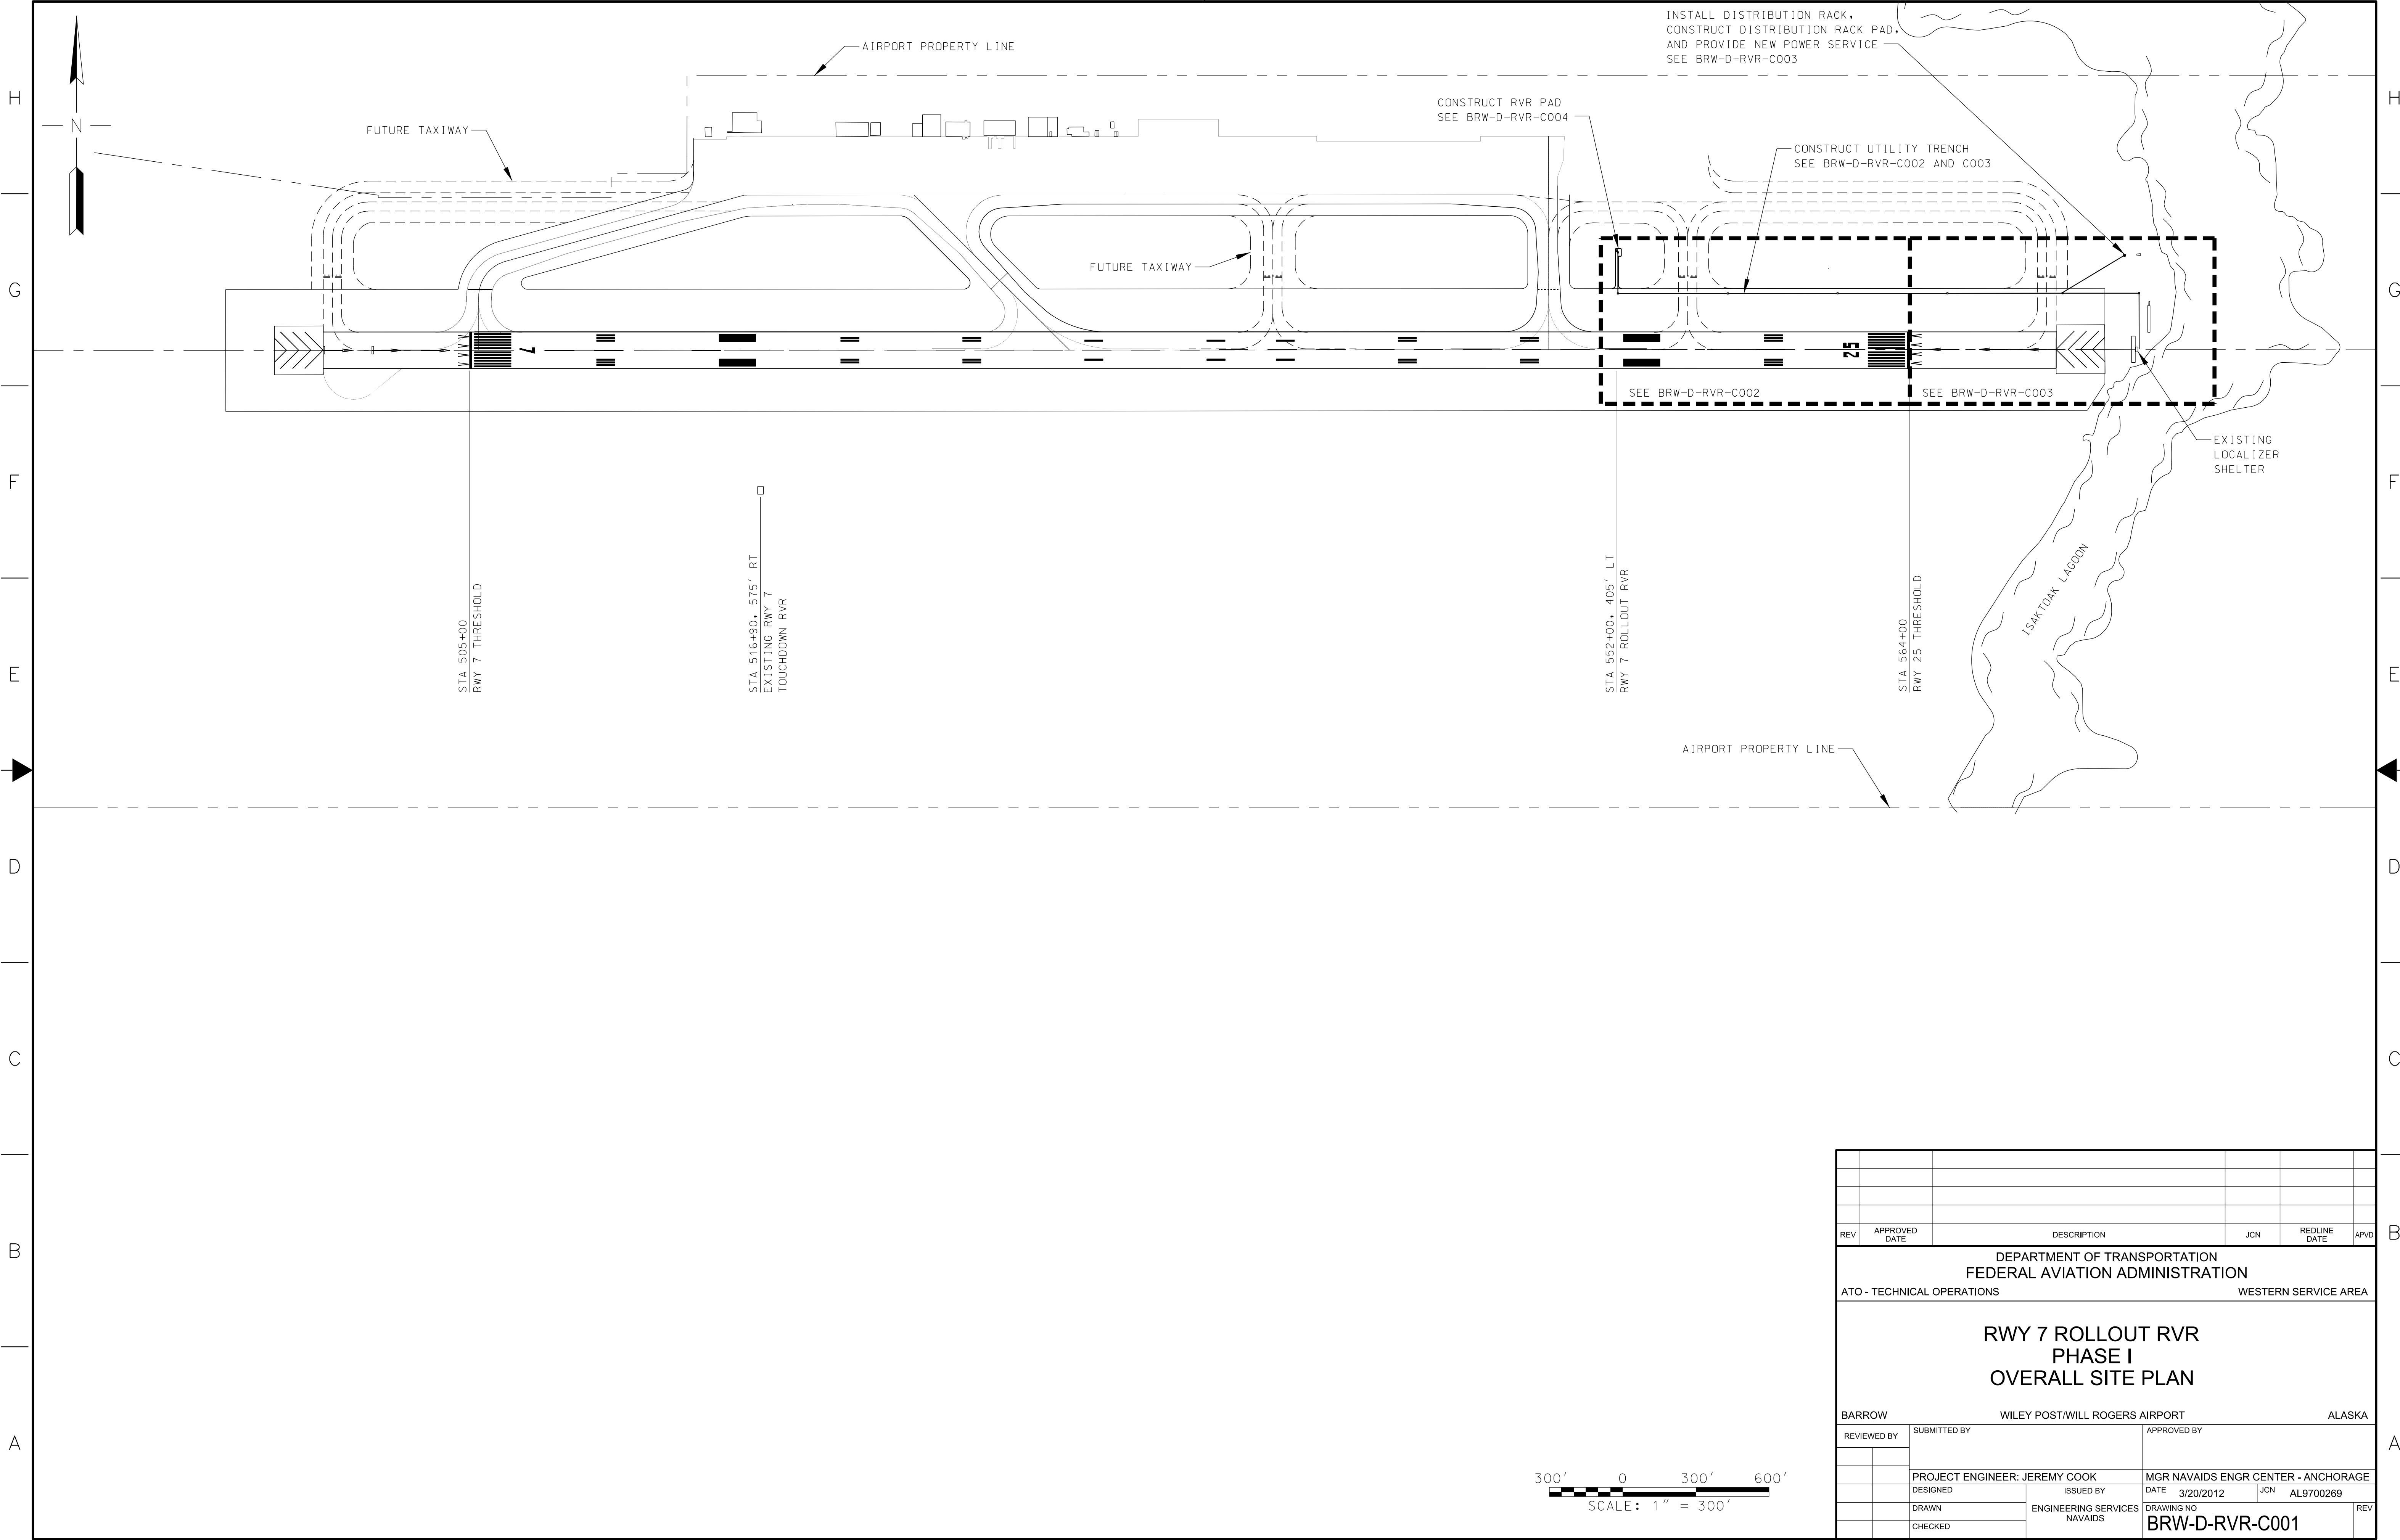 INSTALL DISTRIBUTION RACK,
CONSTRUCT DISTRIBUTION RACK PAD,
AND PROVIDE NEW POWER SERVICE
SEE BRW-D-RVR-C003
AIRPORT PROPERTY LINE
H
H
N
FUTURE TAXIWAY
CONSTRUCT RVR PAD
SEE BRW-D-RVR-C004
CONSTRUCT UTILITY TRENCH
SEE BRW-D-RVR-C002 AND C003
FUTURE TAXIWAY
G
G
7
25
SEE BRW-D-RVR-C002
SEE BRW-D-RVR-C003
EXISTING
LOCALIZER
SHELTER
F
F
STA 505+00
RWY 7 THRESHOLD
STA 516+90, 575' RT
EXISTING RWY 7
TOUCHDOWN RVR
STA 552+00, 405' LT
RWY 7 ROLLOUT RVR
STA 564+00
RWY 25 THRESHOLD
ISAKTOAK LAGOON
E
E
AIRPORT PROPERTY LINE
D
D
C
C
B
B
REV
APPROVED
DATE
DESCRIPTION
JCN
REDLINE
DATE
APVD
DEPARTMENT OF TRANSPORTATION
FEDERAL AVIATION ADMINISTRATION
ATO - TECHNICAL OPERATIONS
WESTERN SERVICE AREA
RWY 7 ROLLOUT RVR
PHASE I
OVERALL SITE PLAN
BARROW
WILEY POST/WILL ROGERS AIRPORT
ALASKA
A
A
REVIEWED BY
SUBMITTED BY
APPROVED BY
PROJECT ENGINEER: JEREMY COOK
MGR NAVAIDS ENGR CENTER - ANCHORAGE
DESIGNED
ISSUED BY
DATE 3/20/2012
JCN AL9700269
DRAWN
ENGINEERING SERVICES
NAVAIDS
DRAWING NO
BRW-D-RVR-C001
REV
CHECKED
300' 0 300' 600'
SCALE: 1" = 300'